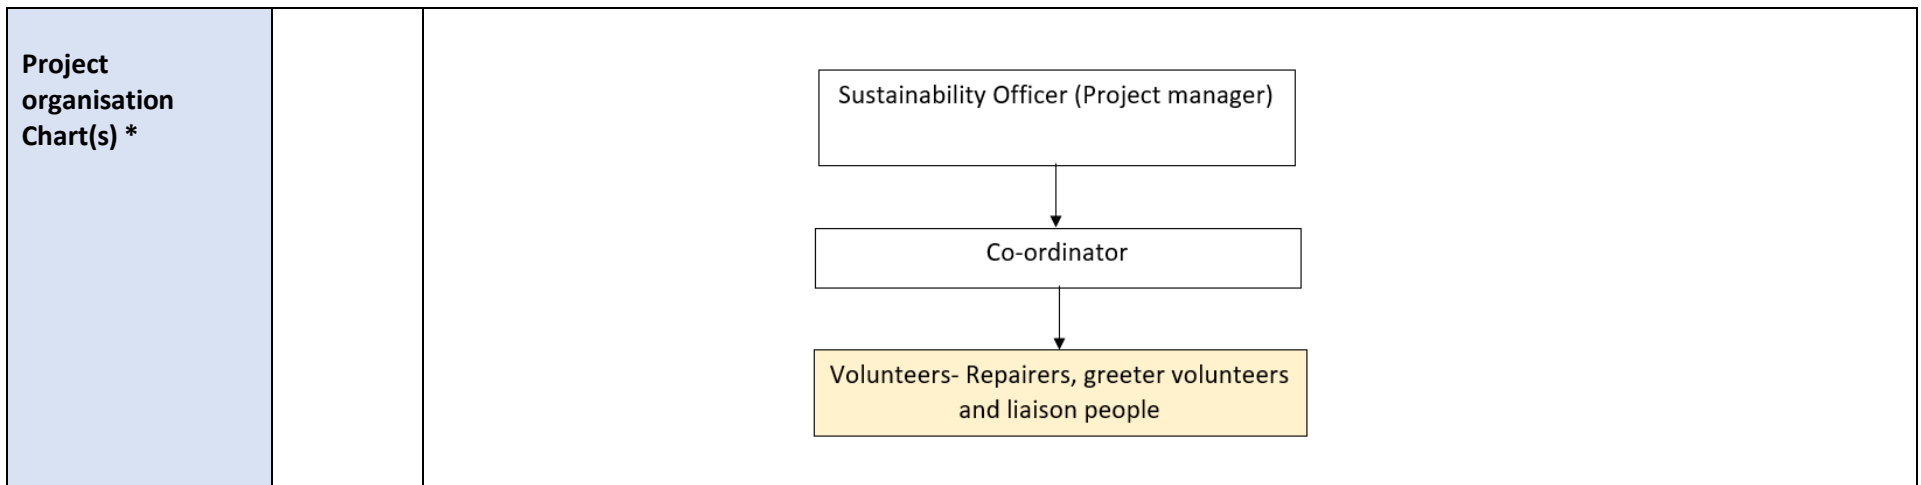 Project
organisation
Chart(s) *
Sustainability Officer (Project manager)
Co-ordinator
Volunteers- Repairers, greeter volunteers
and liaison people